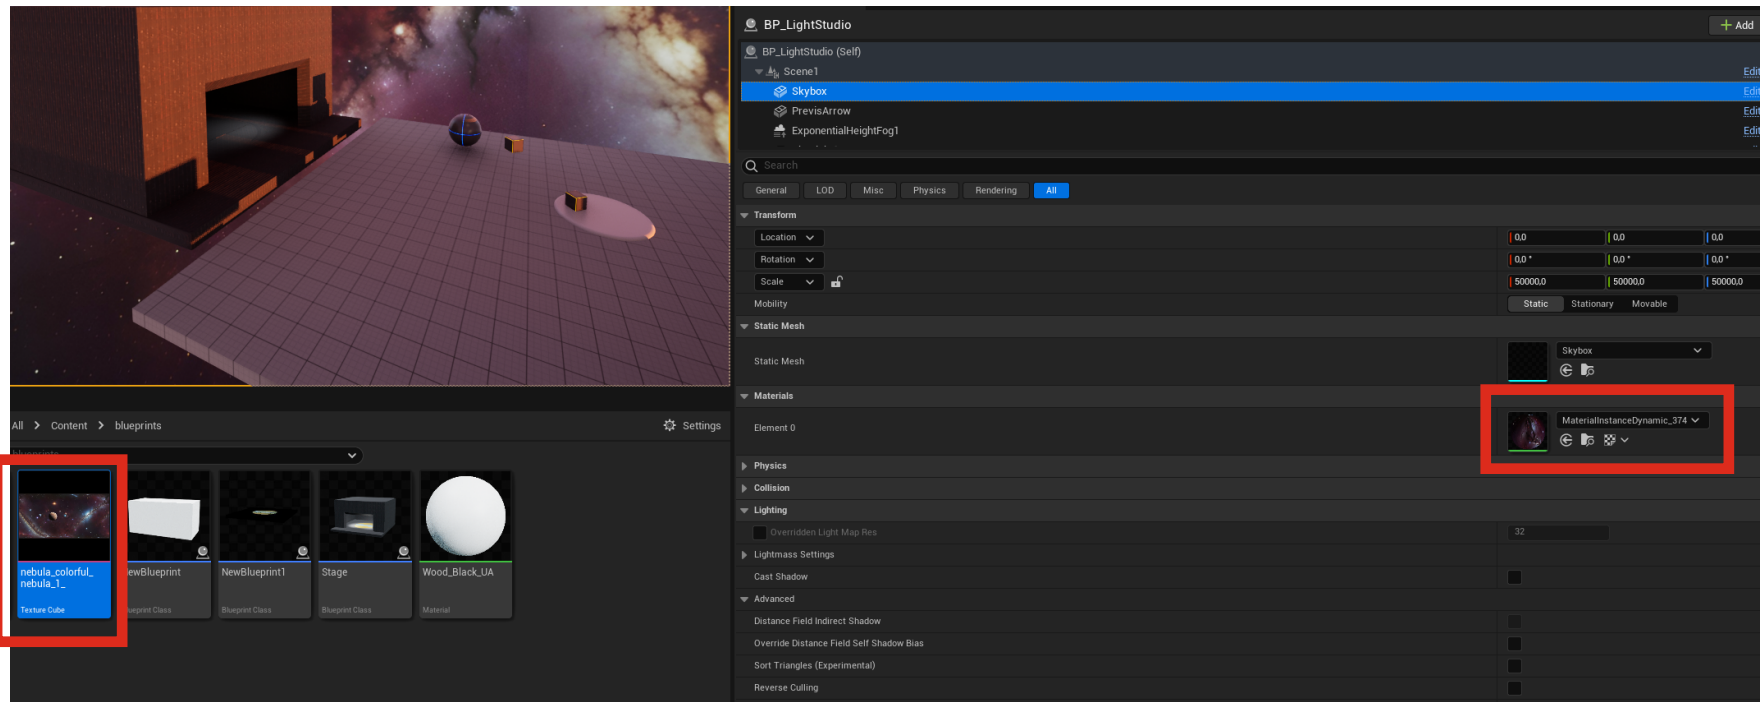 BP_LightStudio
Add
BP_LightStudio (Self)
Scene1
Edit
Skybox
Edit
PrevisArrow
Edit
ExponentialHeightFog1
Edit
Search
General
LOD
Misc
Physics
Rendering
All
Transform
Location
0,0
0,0
0,0
Rotation
0,0 °
0,0 °
0,0 °
Scale
50000,0
50000,0
50000,0
Mobility
Static
Stationary
Movable
Static Mesh
Static Mesh
Skybox
Materials
Element 0
MaterialInstanceDynamic_374
Physics
Collision
Lighting
Overridden Light Map Res
32
Lightmass Settings
Cast Shadow
Advanced
Distance Field Indirect Shadow
Override Distance Field Self Shadow Bias
Sort Triangles (Experimental)
Reverse Culling
All > Content > blueprints
Settings
blueprints
nebula_colorful_
nebula_1_
Texture Cube
ewBlueprint
ueprint Class
NewBlueprint1
Blueprint Class
Stage
Blueprint Class
Wood_Black_UA
Material